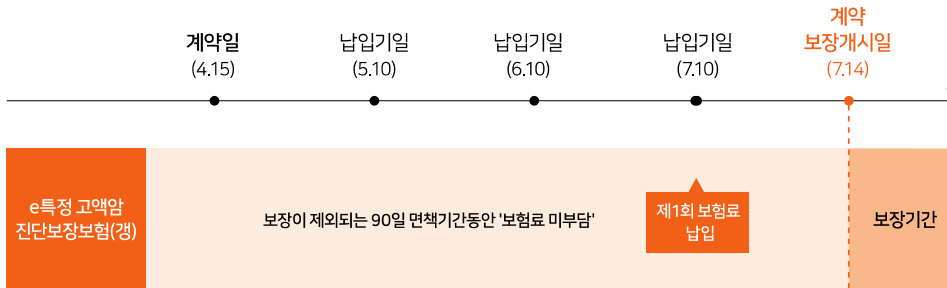 계약일
(4.15)
납입기일
(5.10)
납입기일
(6.10)
납입기일
(7.10)
계약
보장개시일
(7.14)
e특정 고액암
진단보장보험(갱)
보장이 제외되는 90일 면책기간동안 '보험료 미부담'
제1회 보험료
납입
보장기간